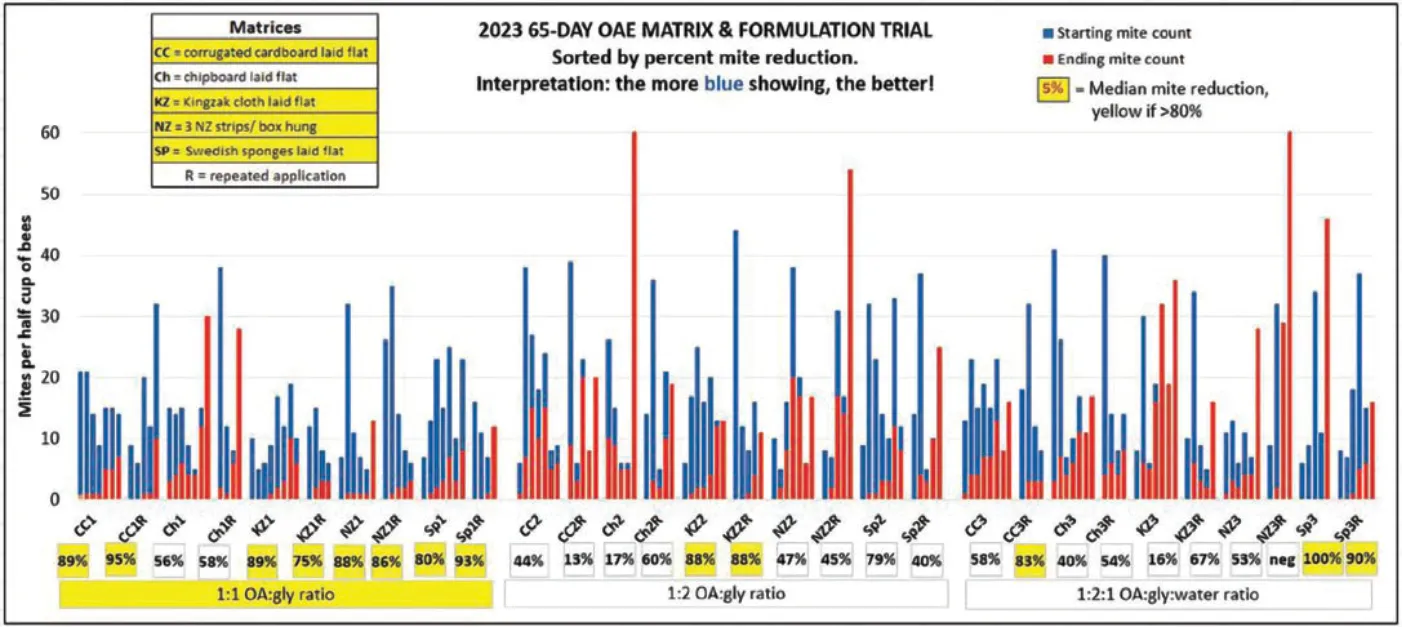 Matrices
CC = corrugated cardboard laid flat
Ch = chipboard laid flat
KZ = Kingzak cloth laid flat
NZ = 3 NZ strips/ box hung
SP = Swedish sponges laid flat
R = repeated application
2023 65-DAY OAE MATRIX & FORMULATION TRIAL
Sorted by percent mite reduction.
Interpretation: the more blue showing, the better!
Starting mite count
Ending mite count
5% = Median mite reduction,
yellow if >80%
Mites per half cup of bees
60
50
40
30
20
10
0
CC1 CC1R Ch1 Ch1R KZ1 KZ1R NZ1 NZ1R Sp1 Sp1R CC2 CC2R Ch2 Ch2R KZ2 KZ2R NZ2 NZ2R Sp2 Sp2R CC3 CC3R Ch3 Ch3R KZ3 KZ3R NZ3 NZ3R Sp3 Sp3R
89% 95% 56% 58% 89% 75% 88% 86% 80% 93% 44% 13% 17% 60% 88% 88% 47% 45% 79% 40% 58% 83% 40% 54% 16% 67% 53% neg 100% 90%
1:1 OA:gly ratio 1:2 OA:gly ratio 1:2:1 OA:gly:water ratio